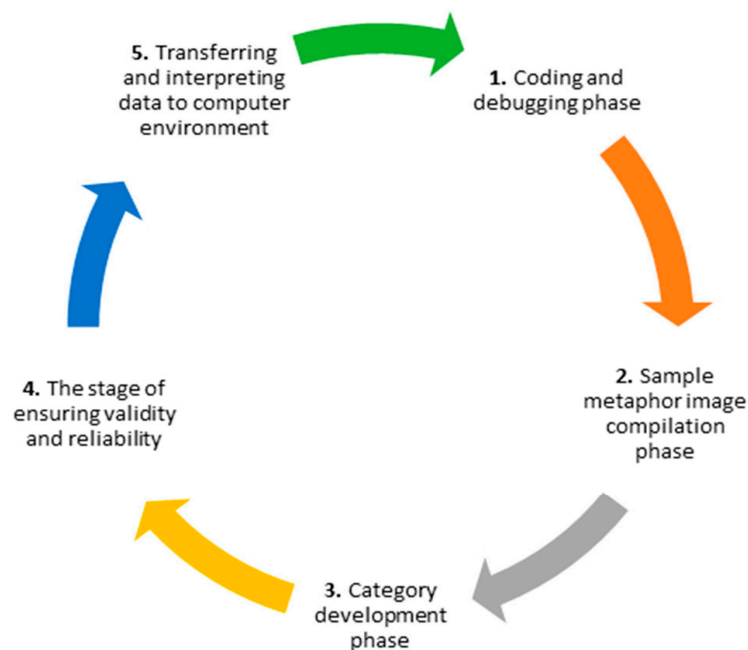 1. Coding and
debugging phase
2. Sample
metaphor image
compilation
phase
3. Category
development
phase
4. The stage of
ensuring validity
and reliability
5. Transferring
and interpreting
data to computer
environment